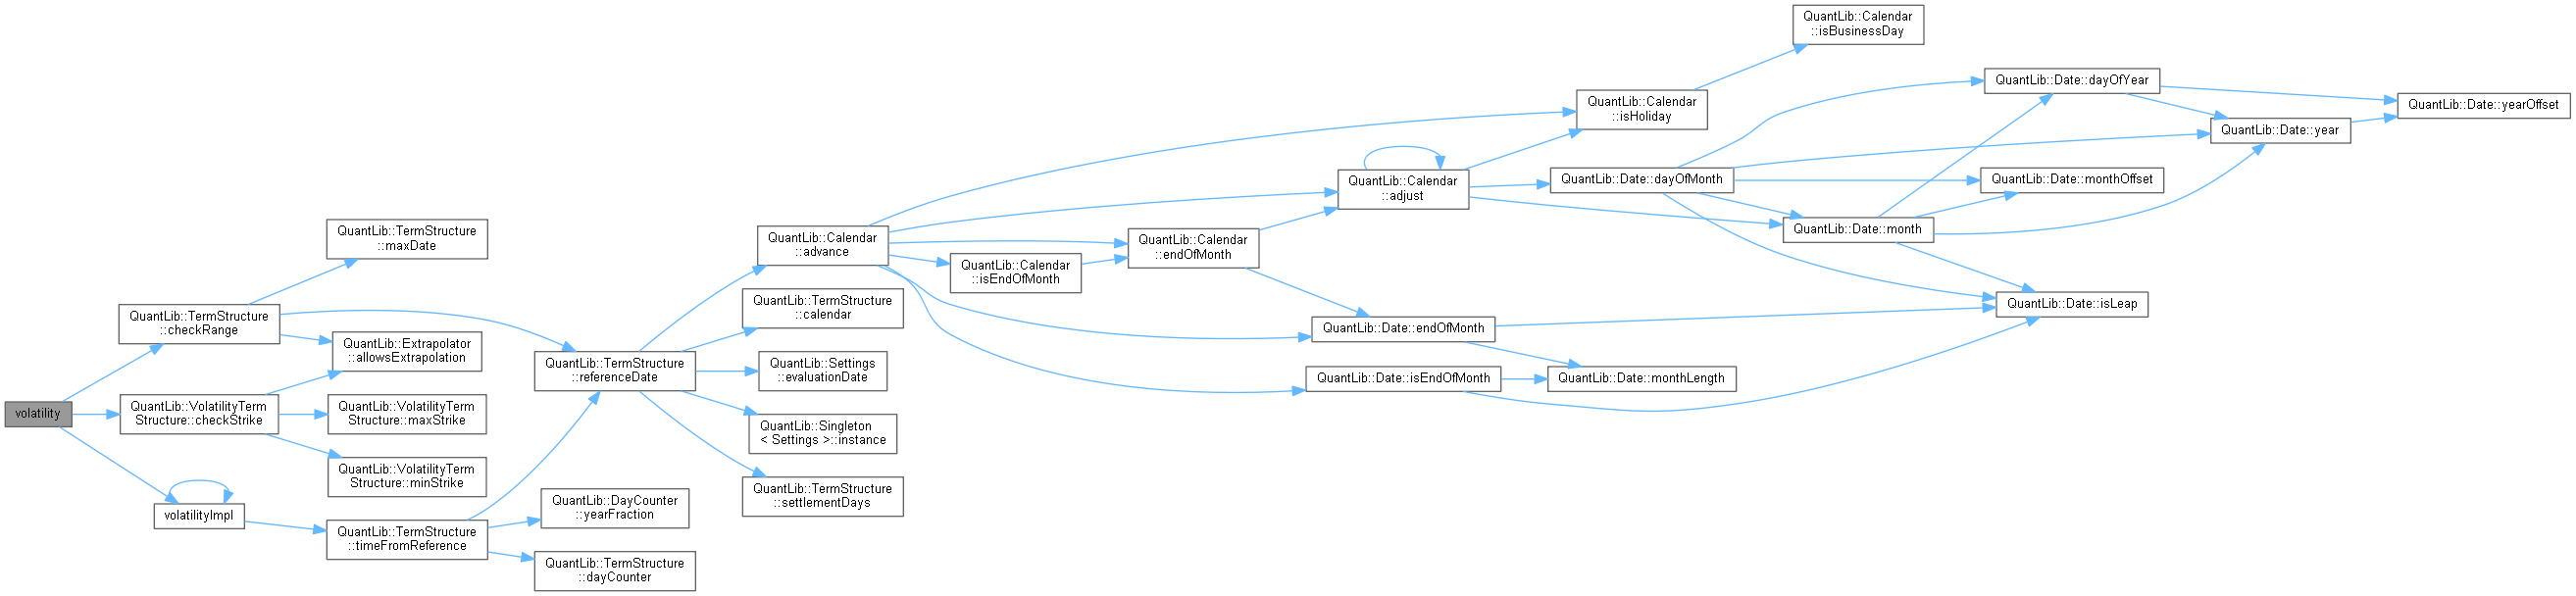 volatility
QuantLib::TermStructure
::checkRange
QuantLib::TermStructure
::maxDate
QuantLib::Extrapolator
::allowsExtrapolation
QuantLib::VolatilityTerm
Structure::checkStrike
QuantLib::VolatilityTerm
Structure::maxStrike
QuantLib::VolatilityTerm
Structure::minStrike
volatilityImpl
QuantLib::TermStructure
::timeFromReference
QuantLib::TermStructure
::referenceDate
QuantLib::DayCounter
::yearFraction
QuantLib::TermStructure
::dayCounter
QuantLib::Calendar
::advance
QuantLib::TermStructure
::calendar
QuantLib::Settings
::evaluationDate
QuantLib::Singleton
< Settings >::instance
QuantLib::TermStructure
::settlementDays
QuantLib::Calendar
::isEndOfMonth
QuantLib::Calendar
::endOfMonth
QuantLib::Calendar
::adjust
QuantLib::Date::endOfMonth
QuantLib::Date::isEndOfMonth
QuantLib::Calendar
::isHoliday
QuantLib::Calendar
::isBusinessDay
QuantLib::Date::dayOfMonth
QuantLib::Date::monthLength
QuantLib::Date::month
QuantLib::Date::dayOfYear
QuantLib::Date::monthOffset
QuantLib::Date::isLeap
QuantLib::Date::year
QuantLib::Date::yearOffset